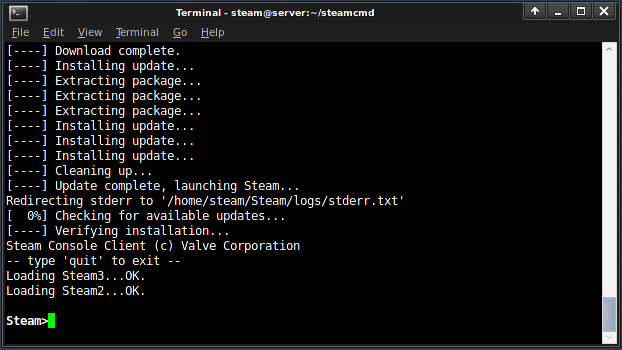 Terminal - steam@server:~/steamcmd
File Edit View Terminal Go Help
[----] Download complete.
[----] Installing update...
[----] Extracting package...
[----] Extracting package...
[----] Extracting package...
[----] Installing update...
[----] Installing update...
[----] Installing update...
[----] Cleaning up...
[----] Update complete, launching Steam...
Redirecting stderr to '/home/steam/Steam/logs/stderr.txt'
[  0%] Checking for available updates...
[----] Verifying installation...
Steam Console Client (c) Valve Corporation
-- type 'quit' to exit --
Loading Steam3...OK.
Loading Steam2...OK.
Steam>